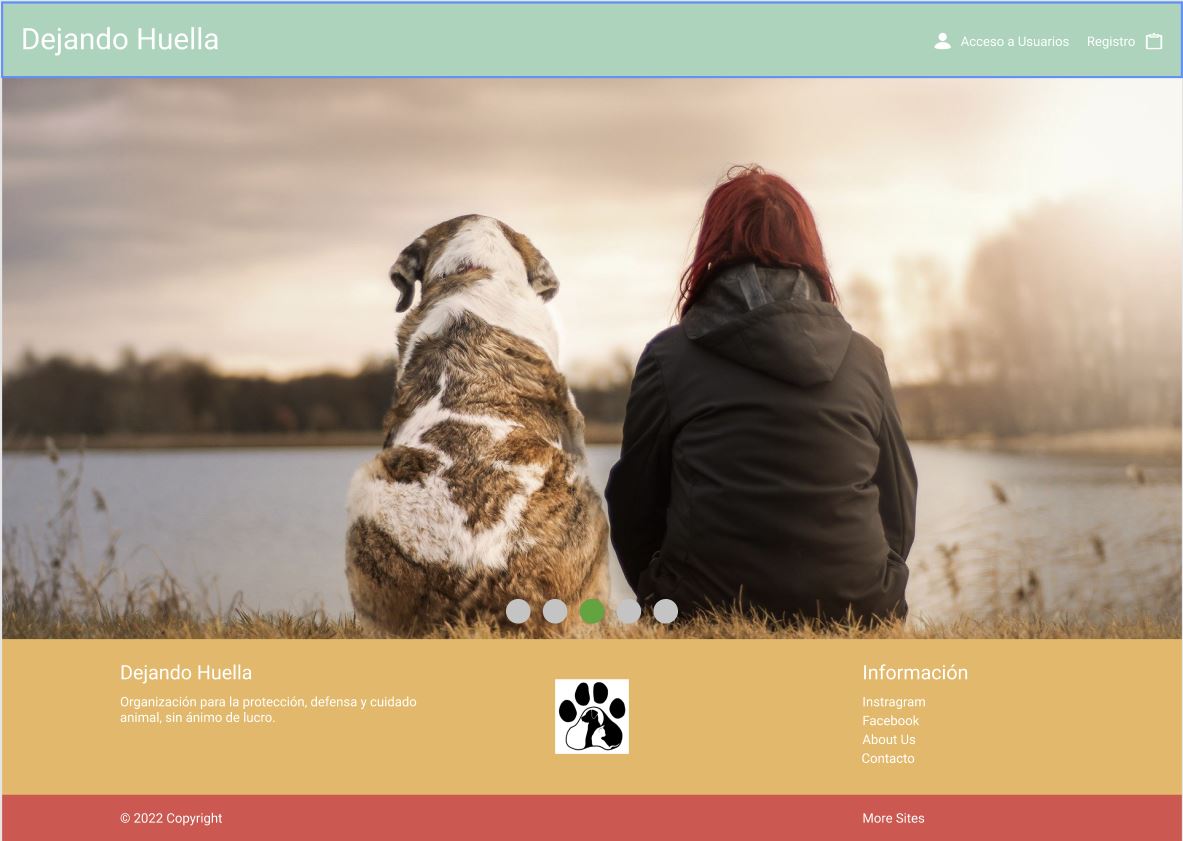 Dejando Huella
Acceso a Usuarios
Registro
Dejando Huella
Organización para la protección, defensa y cuidado
animal, sin ánimo de lucro.
Información
Instragram
Facebook
About Us
Contacto
© 2022 Copyright
More Sites